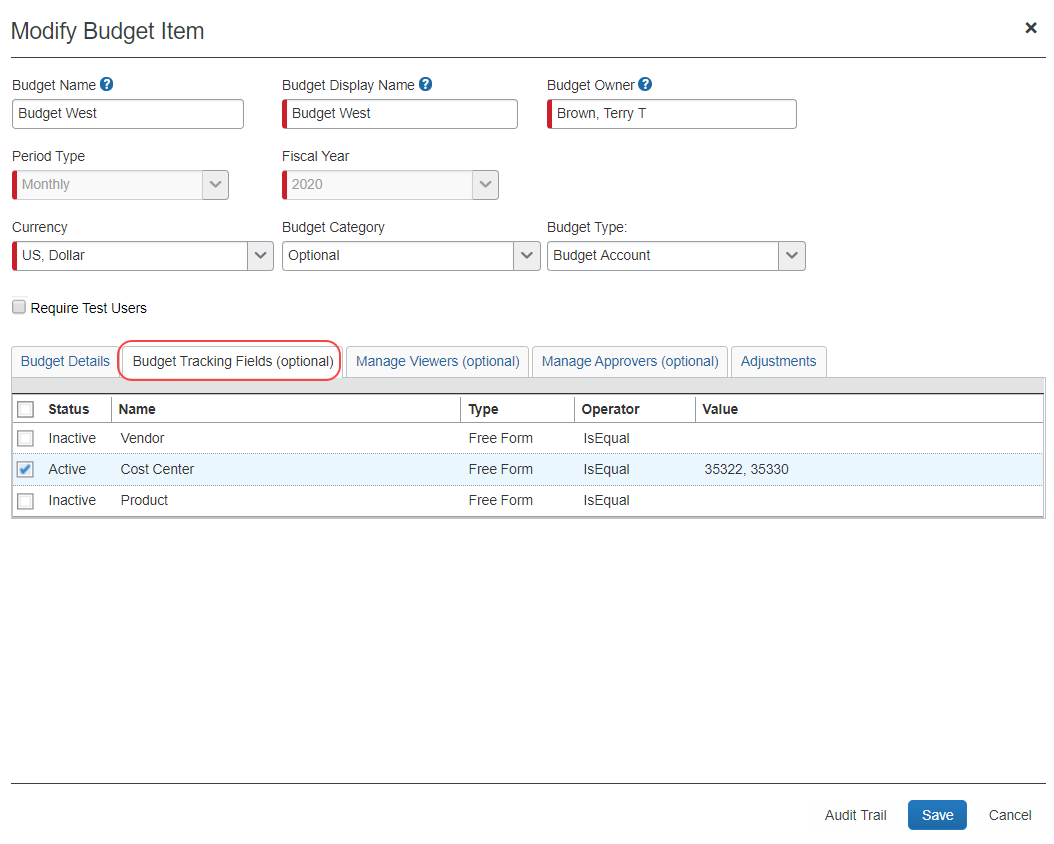 Modify Budget Item ×
Budget Name ? Budget Display Name ? Budget Owner ?
Budget West Budget West Brown, Terry T
Period Type Fiscal Year
Monthly 2020
Currency Budget Category Budget Type:
US, Dollar Optional Budget Account
Require Test Users
Budget Details Budget Tracking Fields (optional) Manage Viewers (optional) Manage Approvers (optional) Adjustments
Status Name Type Operator Value
Inactive Vendor Free Form IsEqual
Active Cost Center Free Form IsEqual 35322, 35330
Inactive Product Free Form IsEqual
Audit Trail Save Cancel